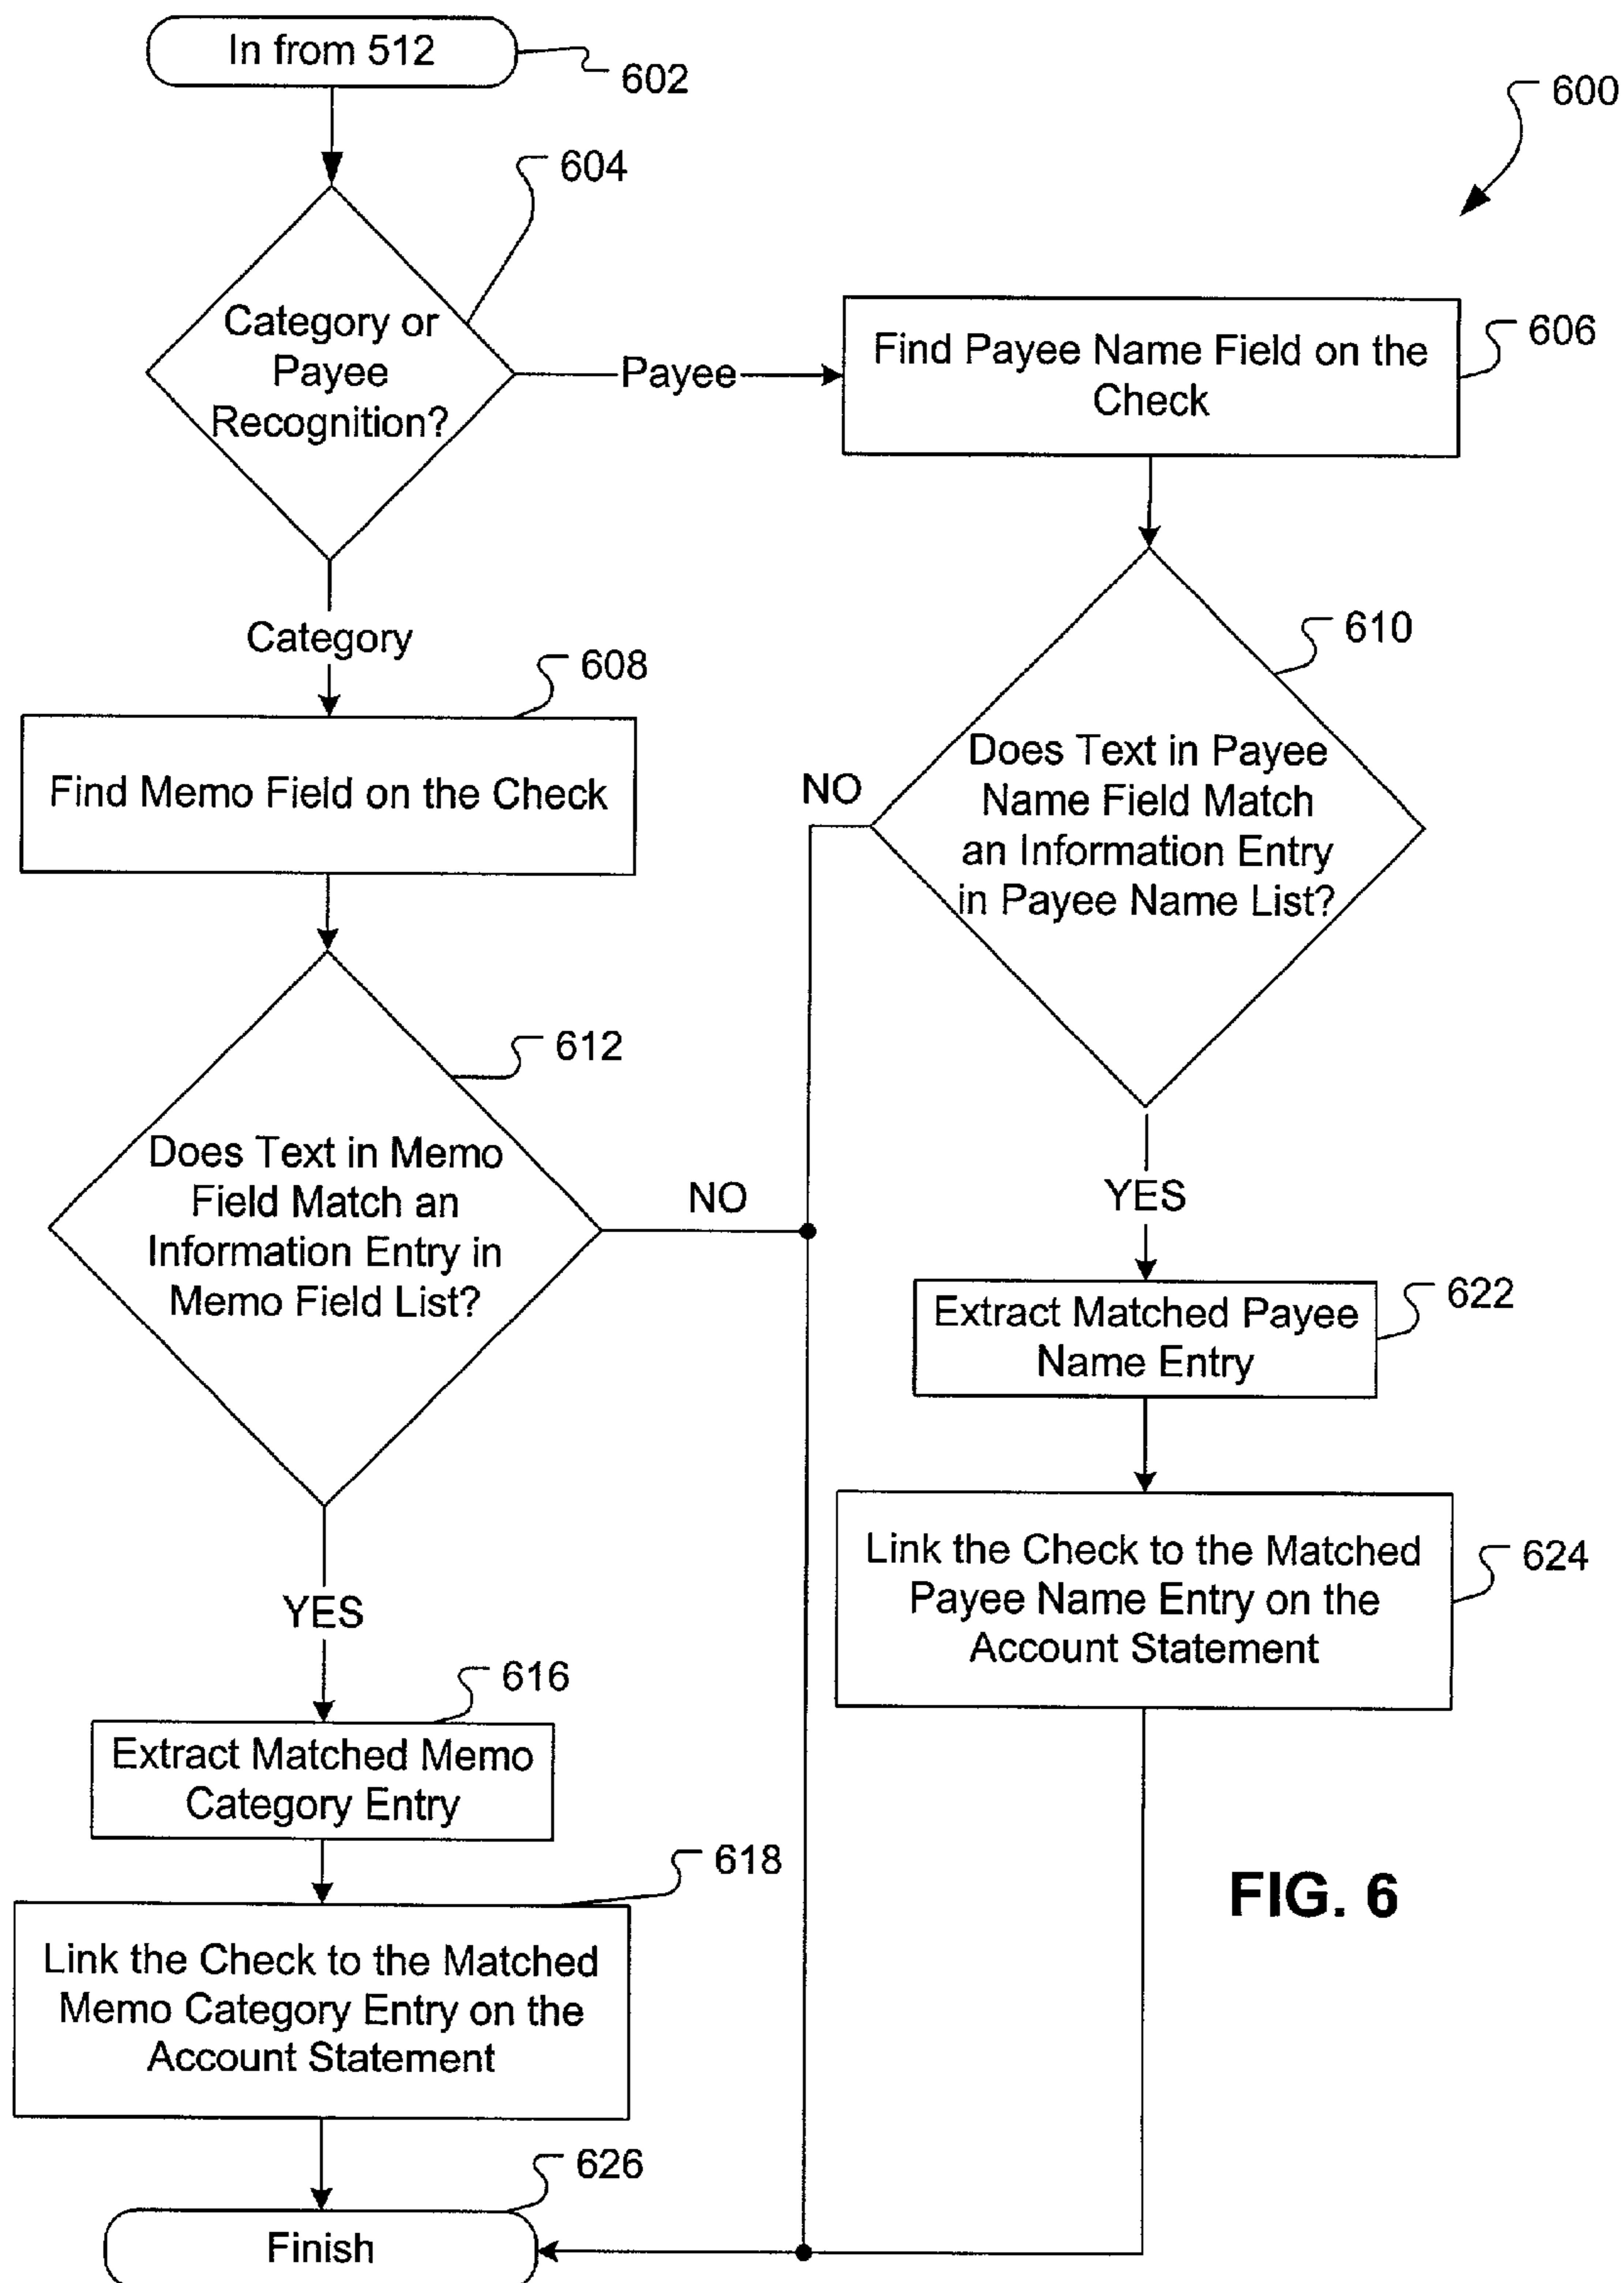 In from 512
602
600
604
Category or
Payee
Recognition?
Payee
Find Payee Name Field on the
Check
606
Category
608
Find Memo Field on the Check
610
Does Text in Payee
Name Field Match
an Information Entry
in Payee Name List?
NO
612
Does Text in Memo
Field Match an
Information Entry in
Memo Field List?
NO
YES
622
Extract Matched Payee
Name Entry
624
Link the Check to the Matched
Payee Name Entry on the
Account Statement
YES
616
Extract Matched Memo
Category Entry
618
Link the Check to the Matched
Memo Category Entry on the
Account Statement
FIG. 6
626
Finish